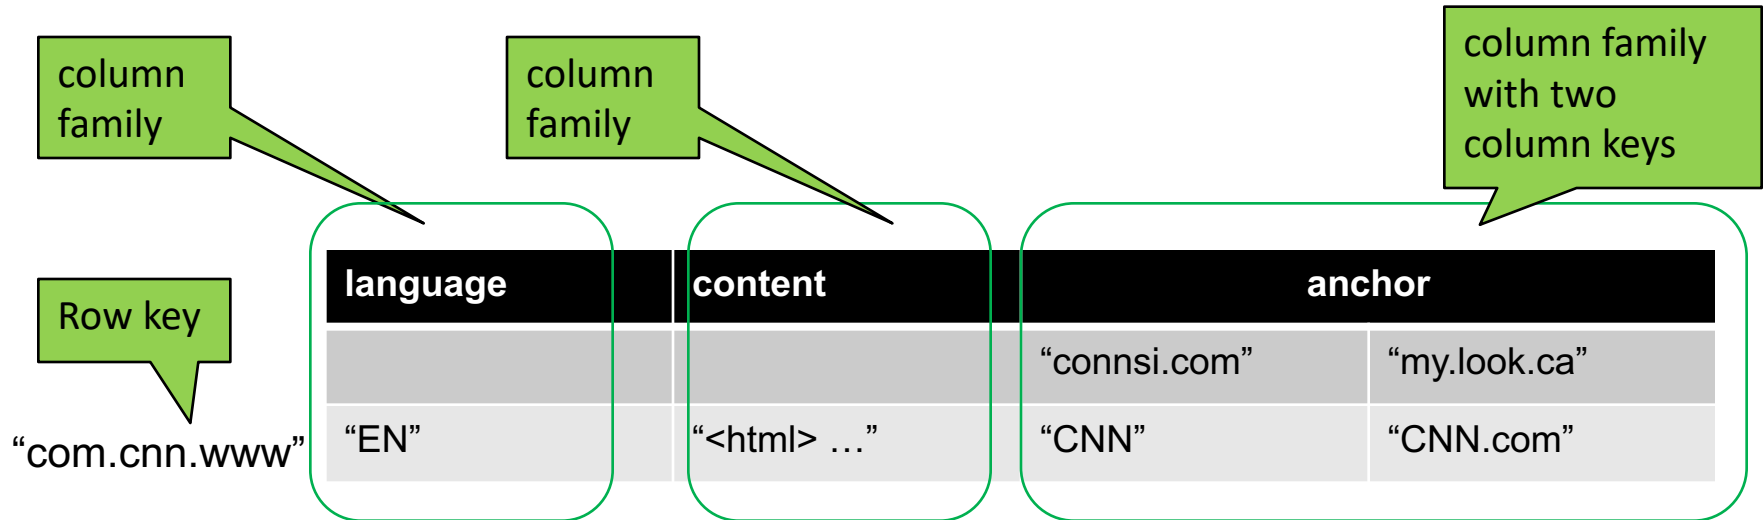 column
family
column
family
column family
with two
column keys
Row key
language content anchor
“connsi.com” “my.look.ca”
“com.cnn.www” “EN” “<html> …” “CNN” “CNN.com”